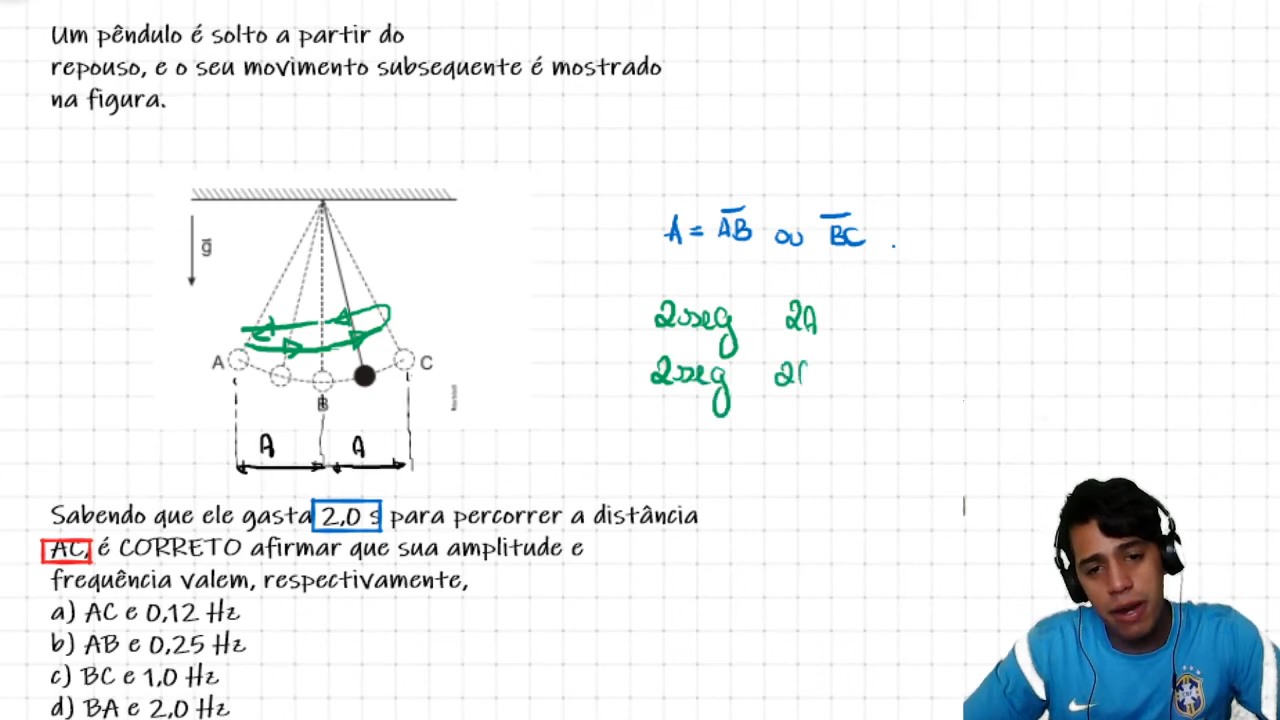 Um pêndulo é solto a partir do
repouso, e o seu movimento subsequente é mostrado
na figura.
g
A = AB ou BC .
2seg 2A
2seg
A
C
B
A A
Sabendo que ele gasta 2,0 s para percorrer a distância
AC, é CORRETO afirmar que sua amplitude e
frequência valem, respectivamente,
a) AC e 0,12 Hz
b) AB e 0,25 Hz
c) BC e 1,0 Hz
d) BA e 2,0 Hz